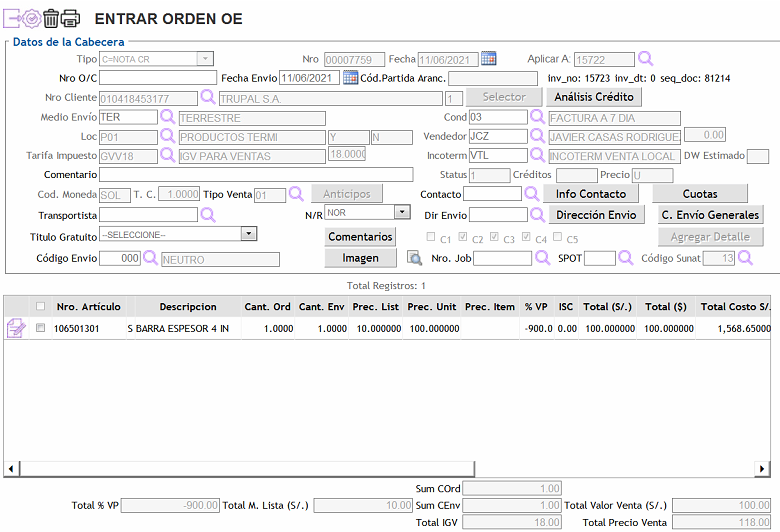 ENTRAR ORDEN OE
Datos de la Cabecera
Tipo C=NOTA CR Nro 00007759 Fecha 11/06/2021 Aplicar A: 15722
Nro O/C Fecha Envio 11/06/2021 Cód.Partida Aranc. inv_no: 15723 inv_dt: 0 seq_doc: 81214
Nro Cliente 010418453177 TRUPAL S.A. 1 Selector Análisis Crédito
Medio Envío TER TERRESTRE Cond 03 FACTURA A 7 DIA
Loc P01 PRODUCTOS TERMI Y N Vendedor JCZ JAVIER CASAS RODRIGUE 0.00
Tarifa Impuesto GVV18 IGV PARA VENTAS 18.0000 Incoterm VTL INCOTERM VENTA LOCAL DW Estimado
Comentario Status 1 Créditos Precio U
Cod. Moneda SOL T. C. 1.0000 Tipo Venta 01 Anticipos Contacto Info Contacto Cuotas
Transportista N/R NOR Dir Envio Dirección Envio C. Envío Generales
Titulo Gratuito --SELECCIONE-- Comentarios C1 C2 C3 C4 C5 Agregar Detalle
Código Envio 000 NEUTRO Imagen Nro. Job SPOT Código Sunat 13
Total Registros: 1
Nro. Artículo Descripcion Cant. Ord Cant. Env Prec. List Prec. Unit Prec. Item % VP ISC Total (S/.) Total ($) Total Costo S/.
106501301 S BARRA ESPESOR 4 IN 1.0000 1.0000 10.000000 100.000000 -900.0 0.00 100.000000 100.000000 1,568.65000
Sum COrd 1.00
Total % VP -900.00 Total M. Lista (S/.) 10.00 Sum CEnv 1.00 Total Valor Venta (S/.) 100.00
Total IGV 18.00 Total Precio Venta 118.00